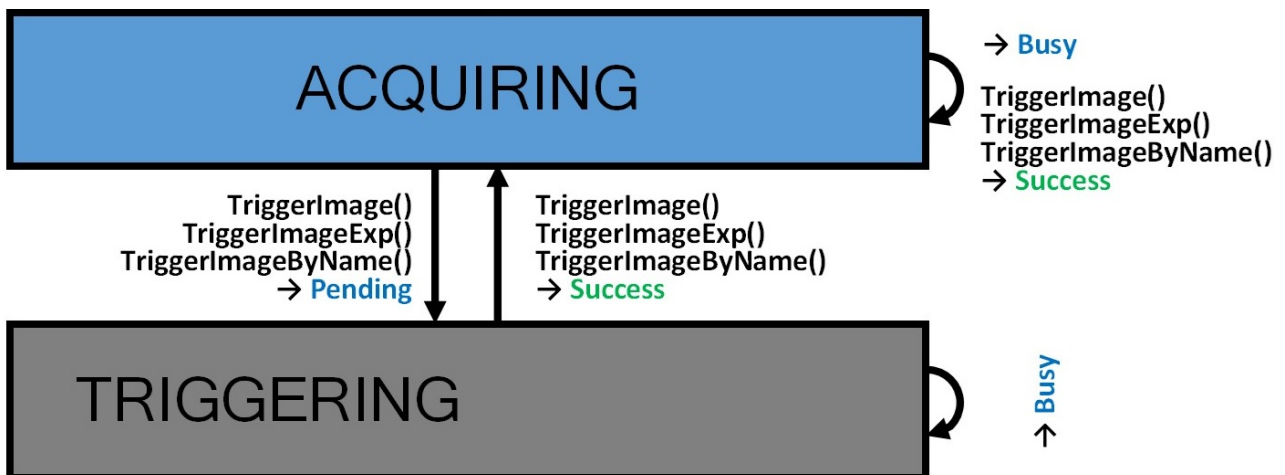 ACQUIRING
→ Busy
TriggerImage()
TriggerImageExp()
TriggerImageByName()
→ Success
TriggerImage()
TriggerImageExp()
TriggerImageByName()
→ Pending
TriggerImage()
TriggerImageExp()
TriggerImageByName()
→ Success
TRIGGERING
→ Busy